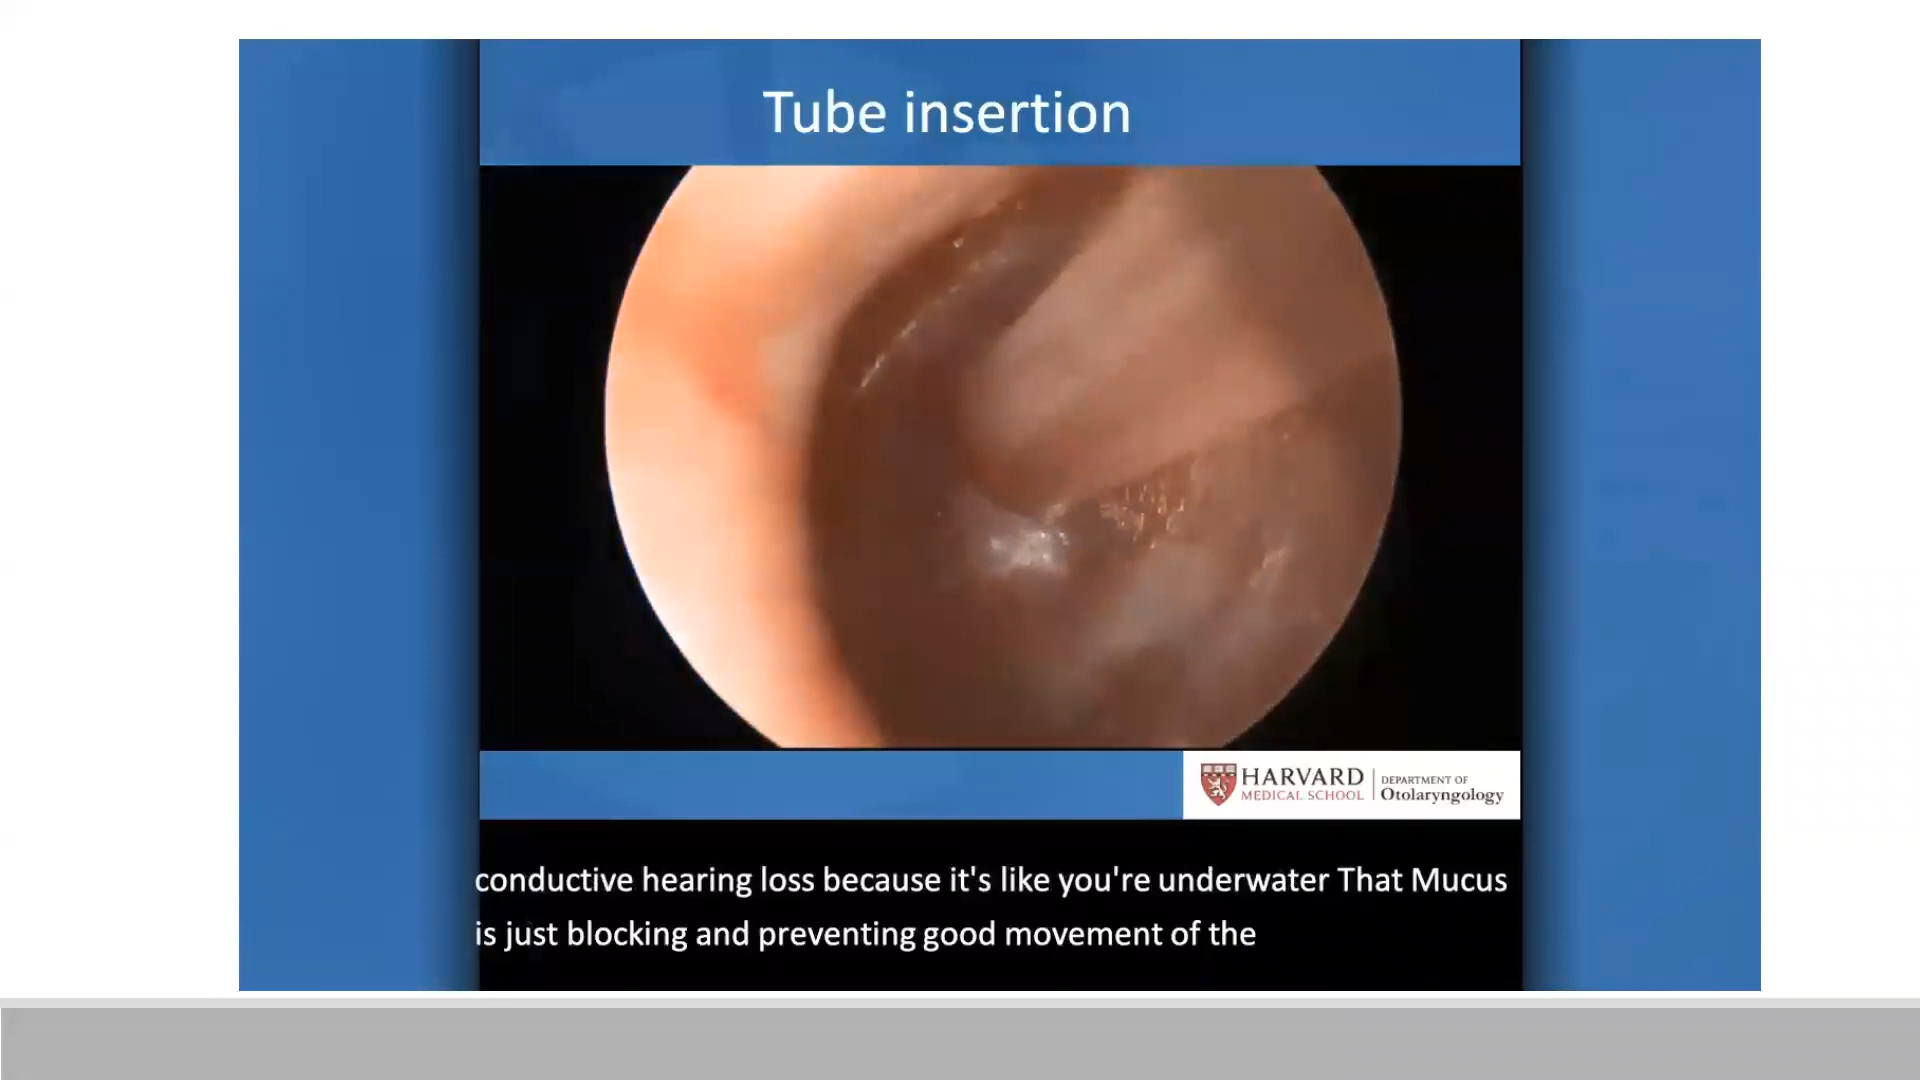 Tube insertion
HARVARD
MEDICAL SCHOOL
DEPARTMENT OF
Otolaryngology
conductive hearing loss because it's like you're underwater That Mucus
is just blocking and preventing good movement of the